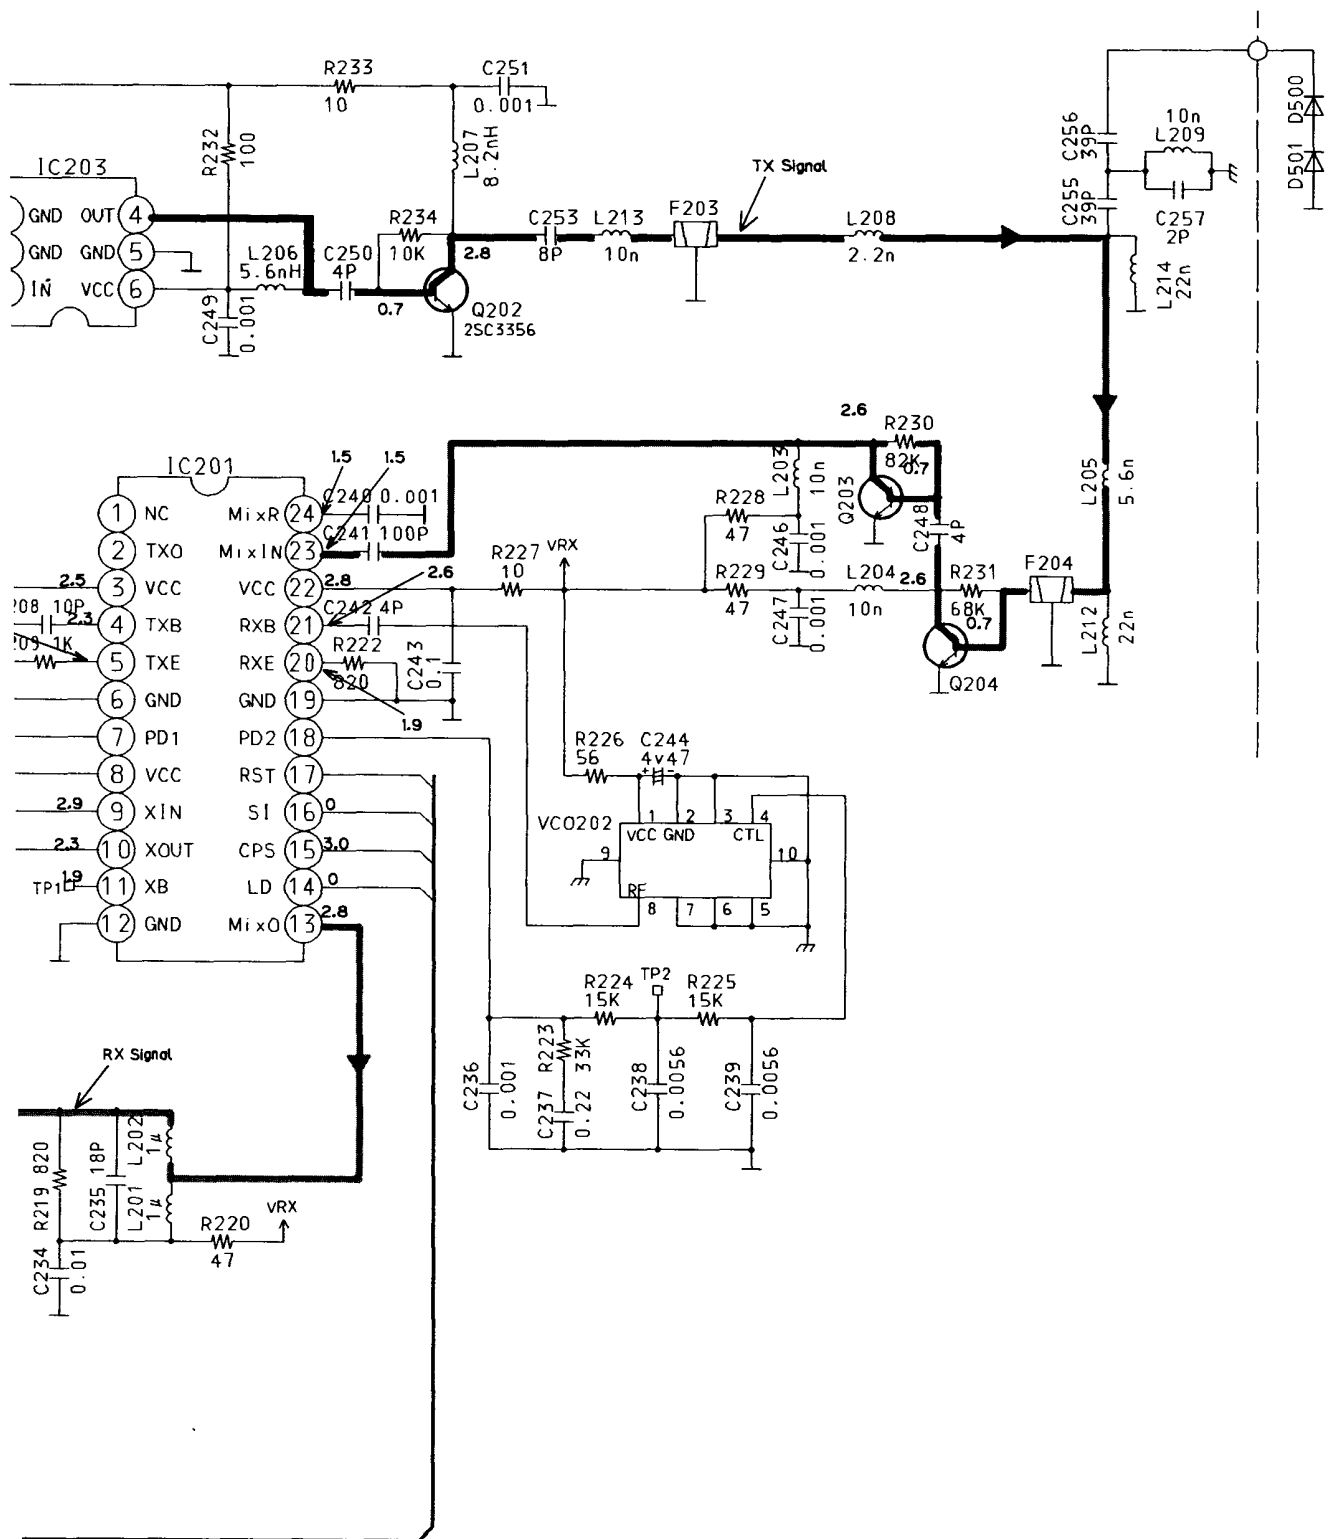 R233
10
C251
0.001
R232
100
L207
8.2nH
IC203
GND OUT 4
GND GND 5
IN VCC 6
L206
5.6nH
C250
4P
C249
0.001
R234
10K
0.7
2.8
Q202
2SC3356
C253
8P
L213
10n
F203
TX Signal
L208
2.2n
C256
39P
C255
39P
10n
L209
C257
2P
L214
22n
D500
D501
IC201
1 NC MixR 24
2 TXO MixIN 23
3 VCC VCC 22
4 TXB RXB 21
5 TXE RXE 20
6 GND GND 19
7 PD1 PD2 18
8 VCC RST 17
9 XIN SI 16
10 XOUT CPS 15
11 XB LD 14
12 GND MixO 13
2.5
208 10P
2.3
209 1K
2.9
2.3
TP1
1.9
1.5
1.5
C240 0.001
C241 100P
2.8
2.6
C242 4P
R222
820
1.9
C243
0.1
0
3.0
0
2.8
R227
10
VRX
R228
47
R229
47
L203
10n
C246
0.001
C247
0.001
L204
10n
2.6
R230
82K
0.7
Q203
C248
4P
2.6
R231
68K
0.7
Q204
F204
L205
5.6n
L212
22n
R226
56
C244
4v47
+ -
VCO202
1 2 3 4
VCC GND CTL
9
10
RF
8 7 6 5
R224
15K
TP2
R225
15K
C236
0.001
R223
33K
C237
0.22
C238
0.0056
C239
0.0056
RX Signal
R219 820
C235 18P
L202
1μ
L201
1μ
R220
47
VRX
C234
0.01